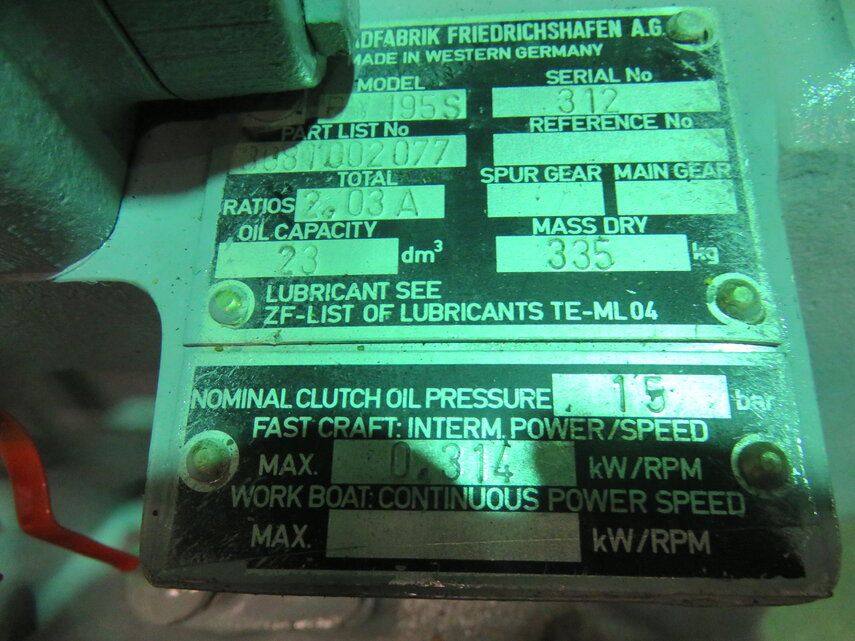 ADFABRIK FRIEDRICHSHAFEN A.G.
MADE IN WESTERN GERMANY
MODEL SERIAL No
195S 312
PART LIST No REFERENCE No
002077
TOTAL SPUR GEAR MAIN GEAR
RATIOS 2.03 A
OIL CAPACITY MASS DRY
23 dm³ 335 kg
LUBRICANT SEE
ZF-LIST OF LUBRICANTS TE-ML 04
NOMINAL CLUTCH OIL PRESSURE 15 bar
FAST CRAFT: INTERM. POWER/SPEED
MAX. 0.314 kW/RPM
WORK BOAT: CONTINUOUS POWER SPEED
MAX. kW/RPM